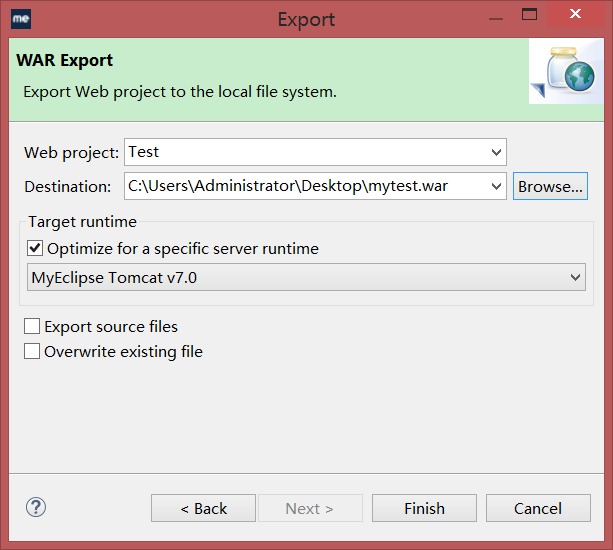 me
Export
WAR Export
Export Web project to the local file system.
Web project: Test
Destination: C:\Users\Administrator\Desktop\mytest.war Browse...
Target runtime
Optimize for a specific server runtime
MyEclipse Tomcat v7.0
Export source files
Overwrite existing file
? < Back Next > Finish Cancel